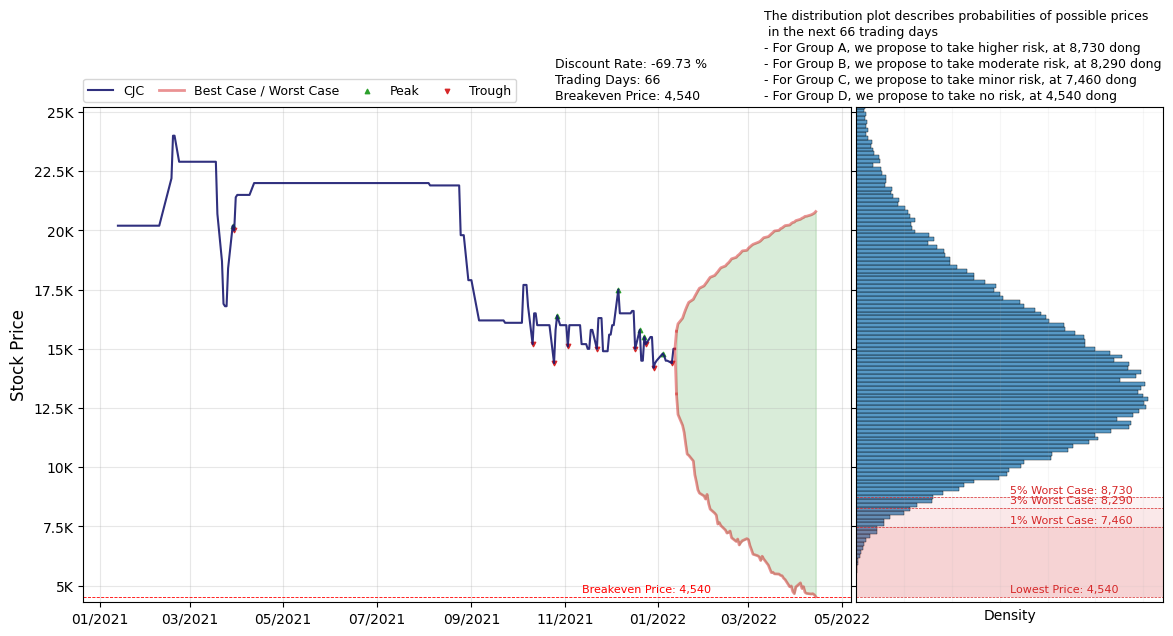 The distribution plot describes probabilities of possible prices
in the next 66 trading days
- For Group A, we propose to take higher risk, at 8,730 dong
- For Group B, we propose to take moderate risk, at 8,290 dong
- For Group C, we propose to take minor risk, at 7,460 dong
- For Group D, we propose to take no risk, at 4,540 dong
Discount Rate: -69.73 %
Trading Days: 66
Breakeven Price: 4,540
CJC
Best Case / Worst Case
Peak
Trough
Stock Price
25K
22.5K
20K
17.5K
15K
12.5K
10K
7.5K
5K
Breakeven Price: 4,540
5% Worst Case: 8,730
3% Worst Case: 8,290
1% Worst Case: 7,460
Lowest Price: 4,540
01/2021
03/2021
05/2021
07/2021
09/2021
11/2021
01/2022
03/2022
05/2022
Density